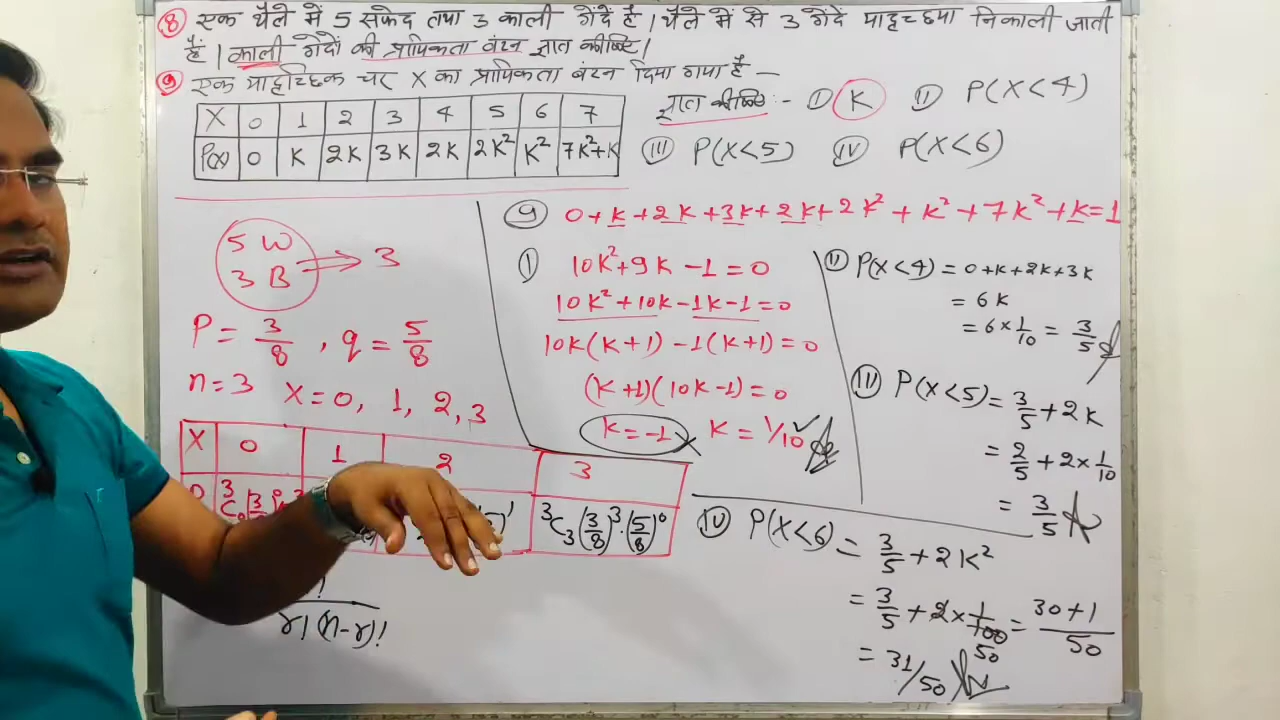 ⑧ एक थैले में 5 सफेद तथा 3 काली गेंदें हैं। थैले में से 3 गेंदें यादृच्छया निकाली जाती
हैं। काली गेंदों की प्रायिकता बंटन ज्ञात कीजिए।
⑨ एक यादृच्छिक चर X का प्रायिकता बंटन दिया गया है —
X 0 1 2 3 4 5 6 7
P(x) 0 K 2K 3K 2K 2K² K² 7K²+K
ज्ञात कीजिए:- Ⓘ K Ⓘⓘ P(X<4)
(III) P(X<5) (IV) P(X<6)
5 W
3 B → 3
P = 3/8 , q = 5/8
n=3 X=0, 1, 2, 3
X 0 1 2 3
³C₃(3/8)³·(5/8)⁰
r!(n-r)!
⑨ 0+k+2k+3k+2k+2k²+k²+7k²+k=1
(I) 10k²+9k-1=0
10k²+10k-1k-1=0
10k(k+1)-1(k+1)=0
(k+1)(10k-1)=0
k=-1× k=1/10✓
(II) P(X<4)=0+k+2k+3k
= 6k
= 6×1/10 = 3/5
(III) P(X<5)= 3/5+2k
= 2/5+2×1/10
= 3/5
(IV) P(X<6) = 3/5+2k²
= 3/5+2×1/100 = 30+1/50
50
= 31/50